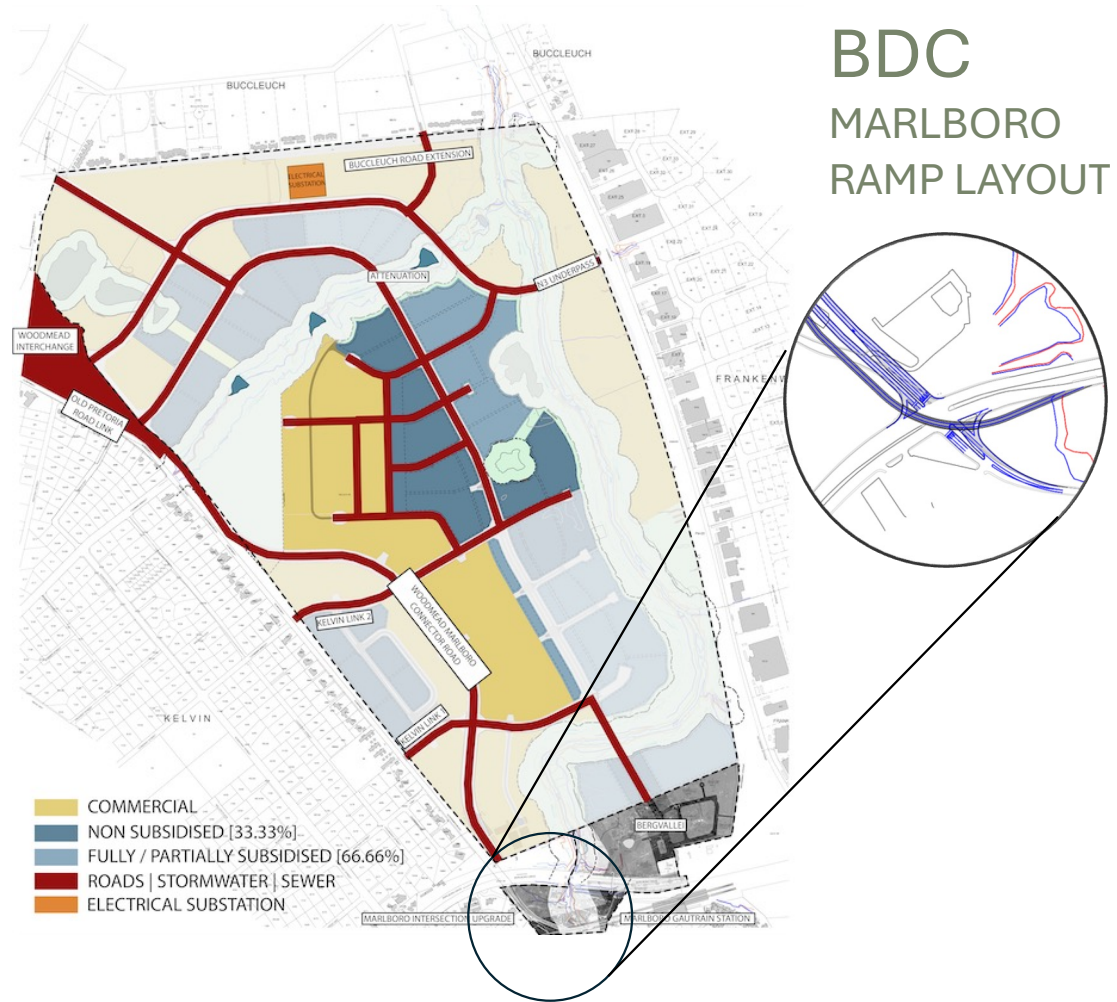 BDC
MARLBORO
RAMP LAYOUT
BUCCLEUCH
BUCCLEUCH
BUCCLEUCH ROAD EXTENSION
ELECTRICAL
SUBSTATION
ATTENUATION
N3 UNDERPASS
WOODMEAD
INTERCHANGE
OLD PRETORIA
ROAD LINK
WOODMEAD MARLBORO
CONNECTOR ROAD
KELVIN LINK 2
KELVIN LINK 1
KELVIN
BERGVALLEI
MARLBORO INTERSECTION UPGRADE
MARLBORO GAUTRAIN STATION
COMMERCIAL
NON SUBSIDISED [33.33%]
FULLY / PARTIALLY SUBSIDISED [66.66%]
ROADS | STORMWATER | SEWER
ELECTRICAL SUBSTATION